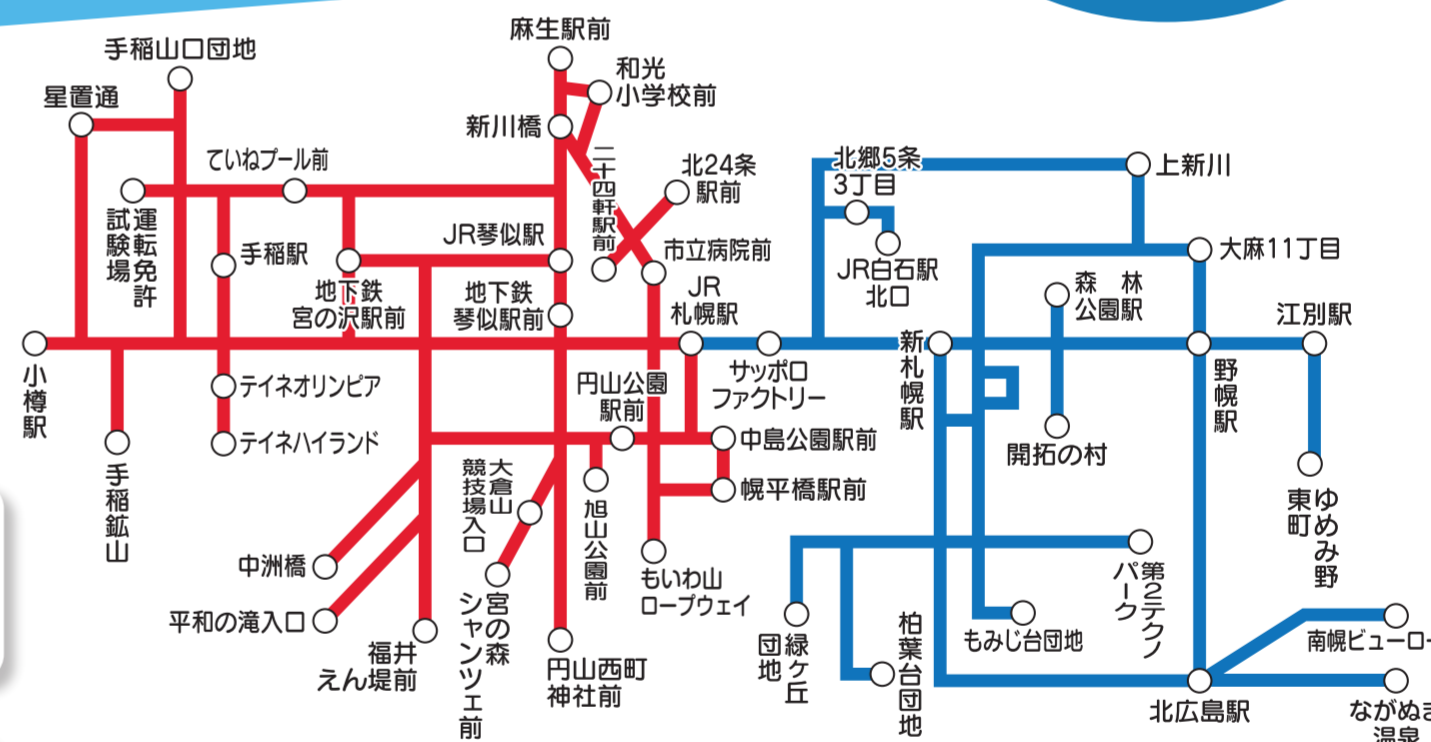 麻生駅前
手稲山口団地
和光
小学校前
星置通
新川橋
ていねプール前
二十四軒駅前
北24条
駅前
北郷5条
3丁目
上新川
運転免許
試験場
手稲駅
JR琴似駅
市立病院前
大麻11丁目
JR白石駅
北口
地下鉄
宮の沢駅前
地下鉄
琴似駅前
JR
札幌駅
森林
公園駅
江別駅
小樽駅
サッポロ
ファクトリー
新札幌駅
野幌駅
テイネオリンピア
円山公園
駅前
テイネハイランド
中島公園駅前
開拓の村
手稲鉱山
大倉山
競技場入口
幌平橋駅前
旭山公園前
ゆめみ野
東町
中洲橋
もいわ山
ロープウェイ
第2テクノ
パーク
平和の滝入口
宮の森
シャンツェ前
緑ヶ丘
団地
柏葉台団地
もみじ台団地
南幌ビューロー
福井
えん堤前
円山西町
神社前
北広島駅
ながぬま
温泉